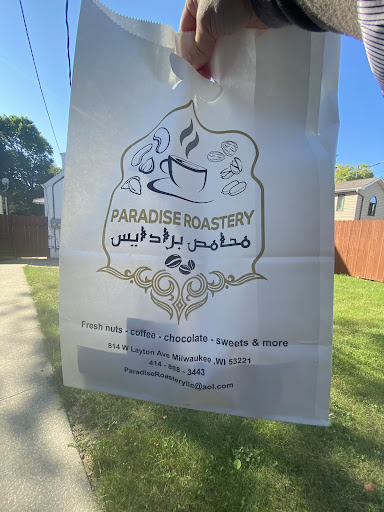 PARADISE ROASTERY
محامص برادايس
Fresh nuts - coffee - chocolate - sweets & more
814 W Layton Ave Milwaukee ,WI 53221
414 - 888 - 3443
ParadiseRoasteryllc@aol.com